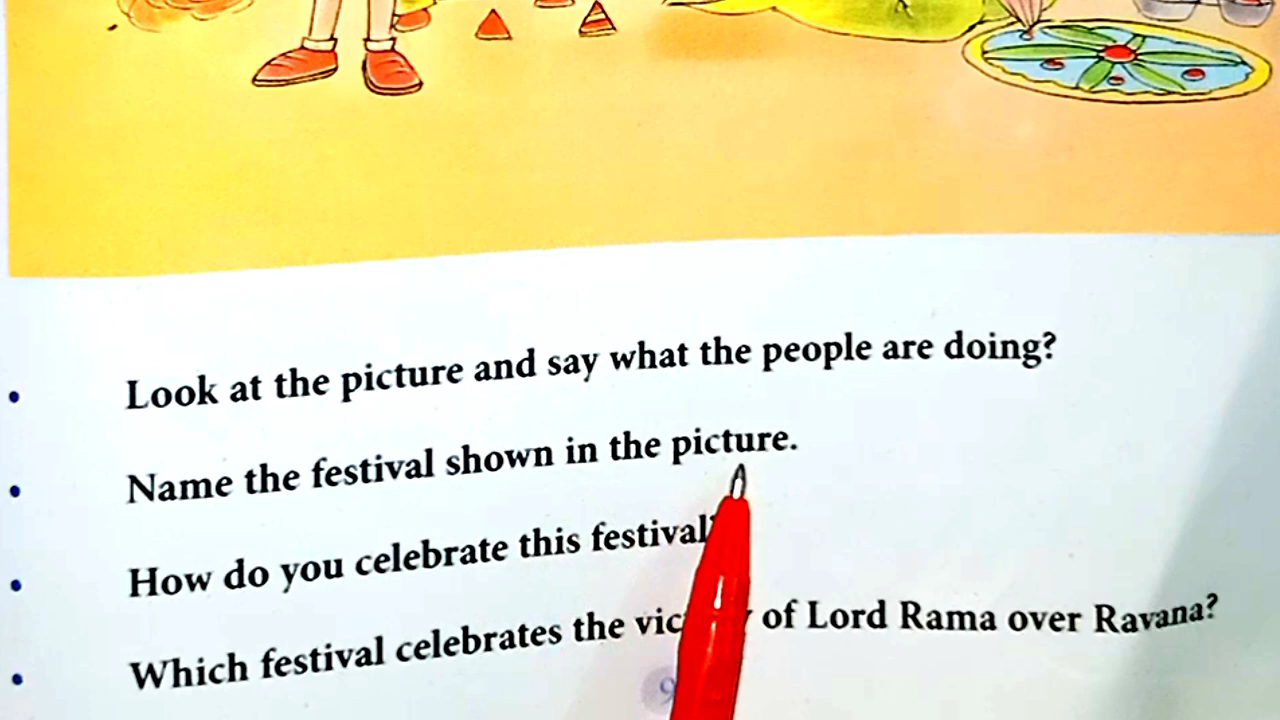 Look at the picture and say what the people are doing?
Name the festival shown in the picture.
How do you celebrate this festival
Which festival celebrates the of Lord Rama over Ravana?